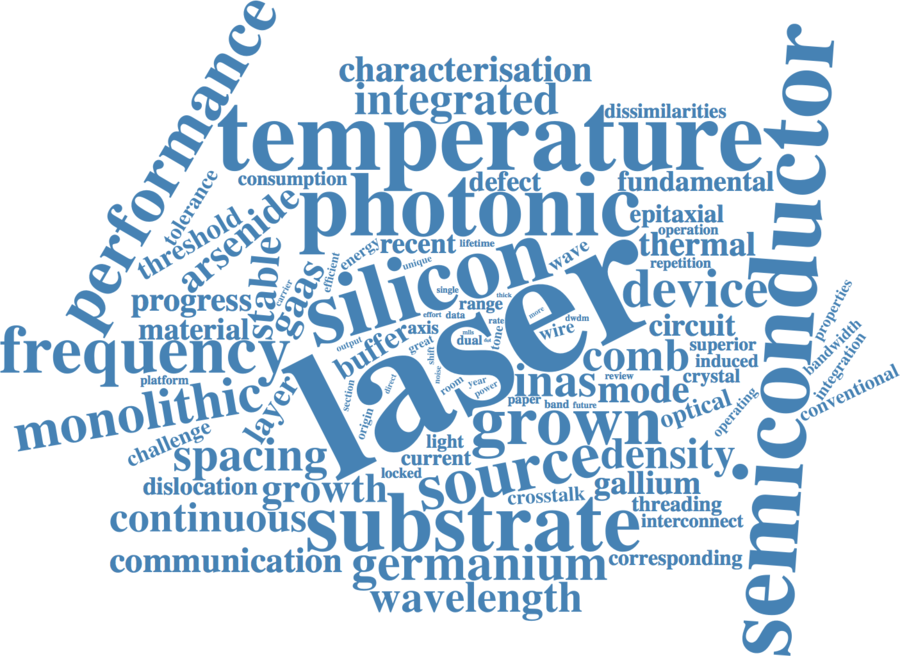 performance
characterisation
integrated
dissimilarities
temperature
semiconductor
consumption
defect
fundamental
tolerance
photonic
epitaxial
operation
threshold
arsenide
energy
recent
lifetime
thermal
wave
silicon
unique
repetition
efficient
stable
carrier
gaas
single
range
thick
device
progress
properties
material
effort
data
more
dwdm
rate
tone
wire
circuit
bandwidth
frequency
output
buffer
axis
great
mlls
dual
laser
shift
superior
comb
induced
integration
platform
noise
direct
section
room
year
power
inas
review
mode
crystal
conventional
monolithic
layer
origin
paper
band
future
optical
operating
challenge
grown
light
spacing
current
locked
source
density
dislocation
growth
crosstalk
gallium
threading
continuous
substrate
interconnect
communication
germanium
corresponding
wavelength